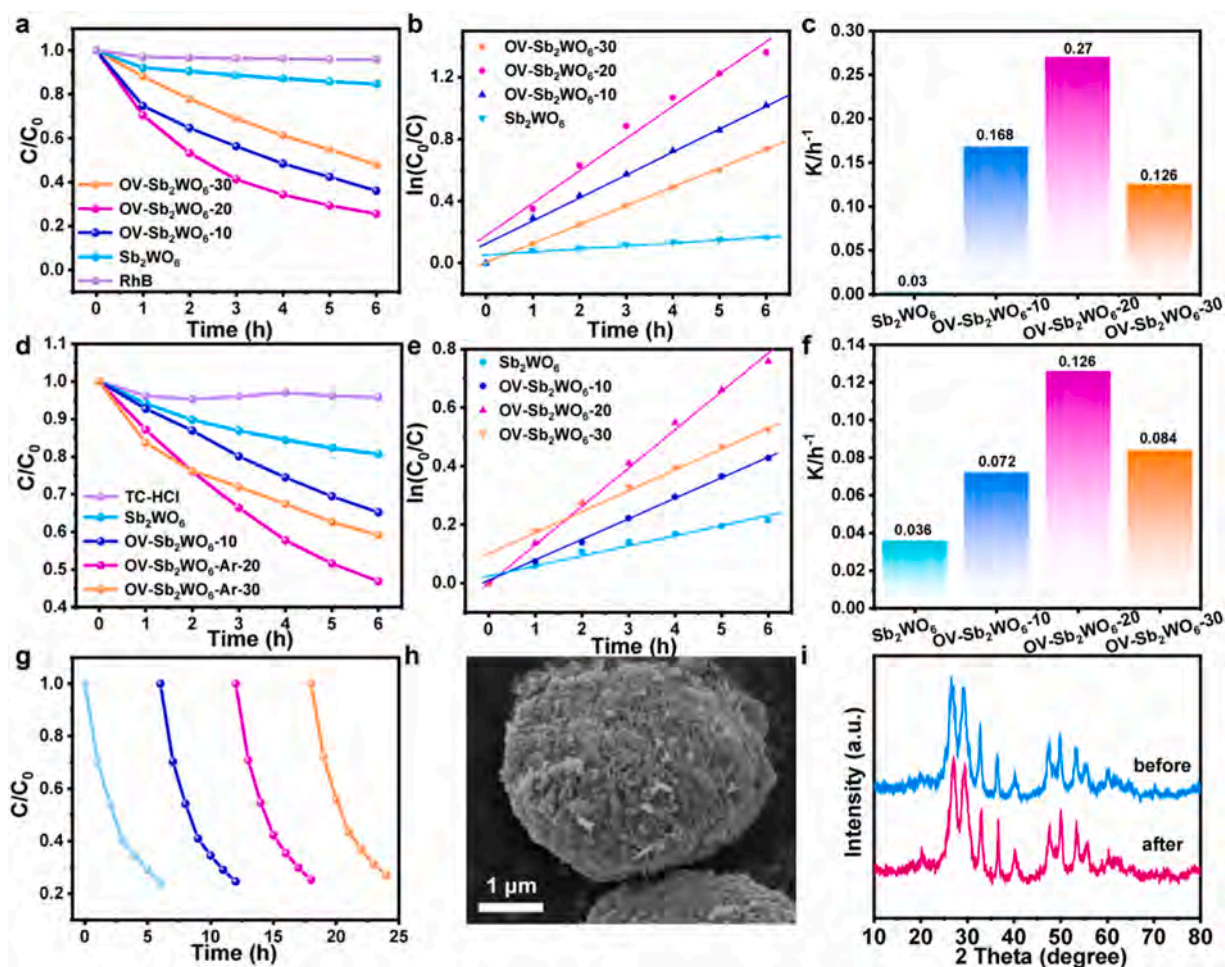 a
C/C₀
1.0
0.8
0.6
0.4
0.2
0.0
OV-Sb₂WO₆-30
OV-Sb₂WO₆-20
OV-Sb₂WO₆-10
Sb₂WO₆
RhB
0 1 2 3 4 5 6
Time (h)
b
ln(C₀/C)
1.2
0.6
0.0
OV-Sb₂WO₆-30
OV-Sb₂WO₆-20
OV-Sb₂WO₆-10
Sb₂WO₆
0 1 2 3 4 5 6
Time (h)
c
K/h⁻¹
0.30
0.25
0.20
0.15
0.10
0.05
0.00
0.03
0.168
0.27
0.126
Sb₂WO₆ OV-Sb₂WO₆-10 OV-Sb₂WO₆-20 OV-Sb₂WO₆-30
d
C/C₀
1.1
1.0
0.9
0.8
0.7
0.6
0.5
0.4
TC-HCl
Sb₂WO₆
OV-Sb₂WO₆-10
OV-Sb₂WO₆-Ar-20
OV-Sb₂WO₆-Ar-30
0 1 2 3 4 5 6
Time (h)
e
ln(C₀/C)
0.8
0.6
0.4
0.2
0.0
Sb₂WO₆
OV-Sb₂WO₆-10
OV-Sb₂WO₆-20
OV-Sb₂WO₆-30
0 1 2 3 4 5 6
Time (h)
f
K/h⁻¹
0.14
0.12
0.10
0.08
0.06
0.04
0.02
0.00
0.036
0.072
0.126
0.084
Sb₂WO₆ OV-Sb₂WO₆-10 OV-Sb₂WO₆-20 OV-Sb₂WO₆-30
g
C/C₀
1.0
0.8
0.6
0.4
0.2
0 5 10 15 20 25
Time (h)
h
1 μm
i
Intensity (a.u.)
before
after
10 20 30 40 50 60 70 80
2 Theta (degree)